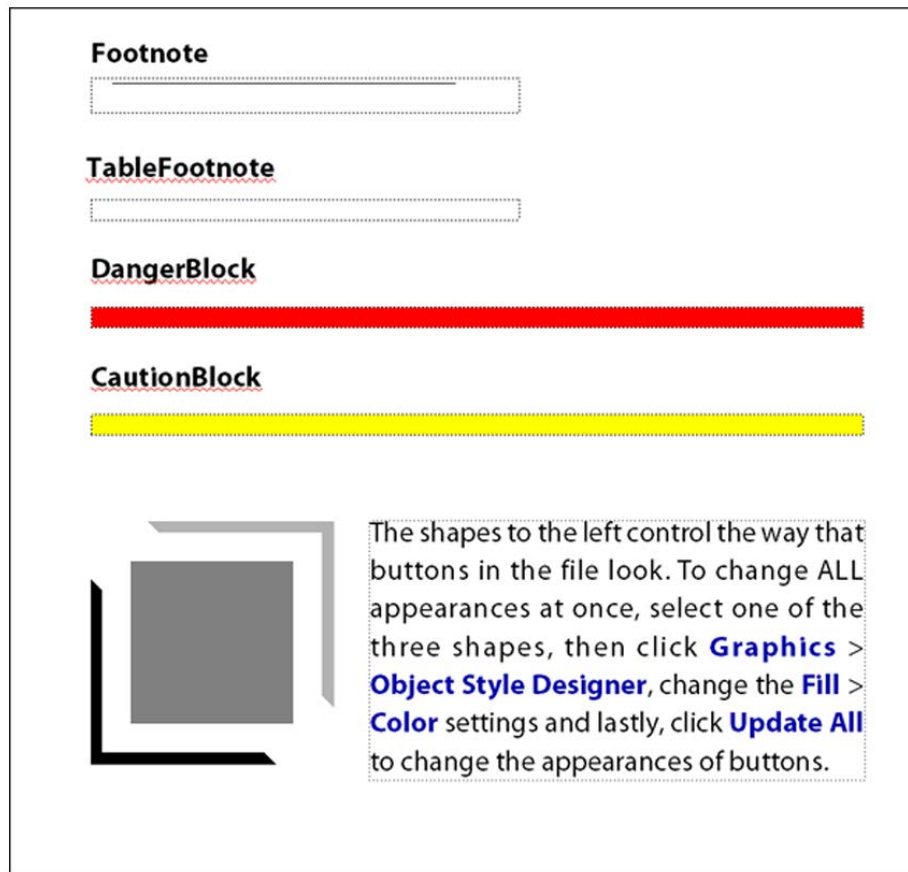 Footnote
TableFootnote
DangerBlock
CautionBlock
The shapes to the left control the way that
buttons in the file look. To change ALL
appearances at once, select one of the
three shapes, then click Graphics >
Object Style Designer, change the Fill >
Color settings and lastly, click Update All
to change the appearances of buttons.